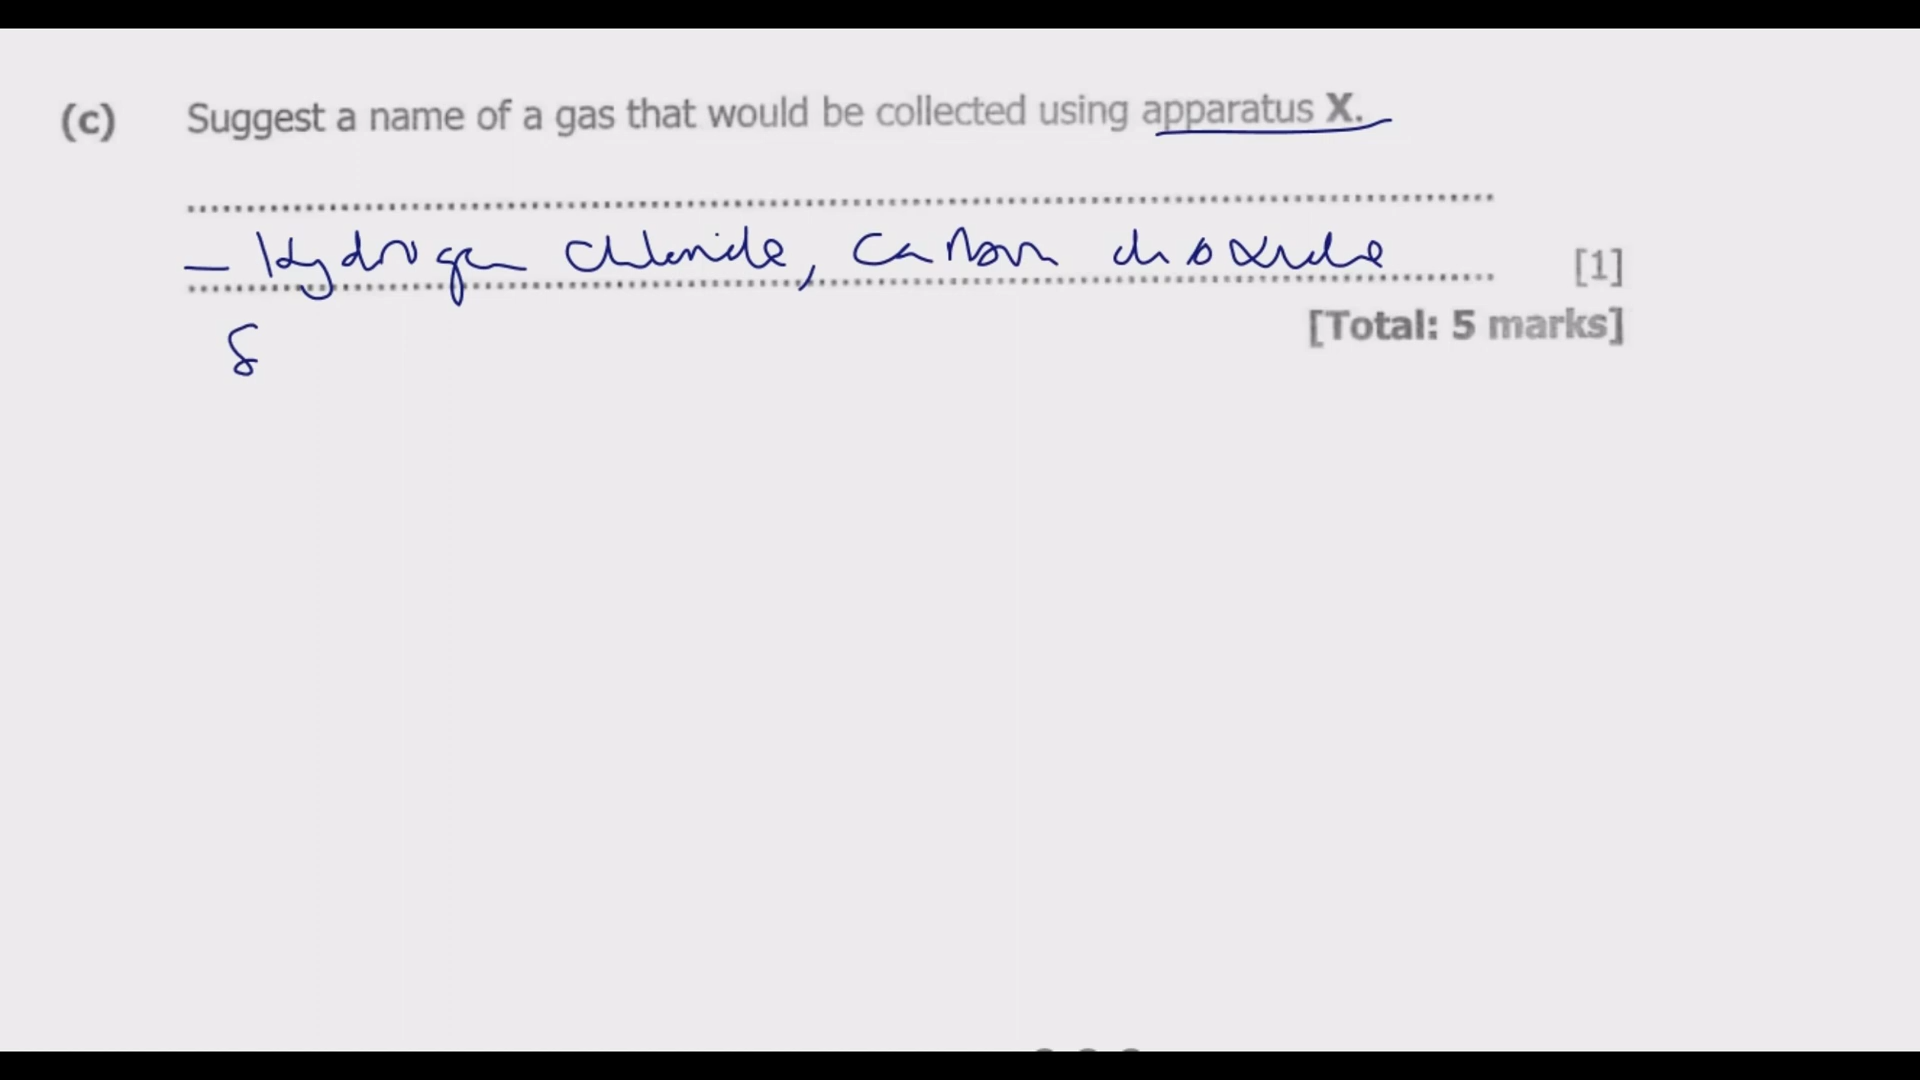 (c) Suggest a name of a gas that would be collected using apparatus X.
– Hydrogen chloride, Carbon dioxide [1]
[Total: 5 marks]